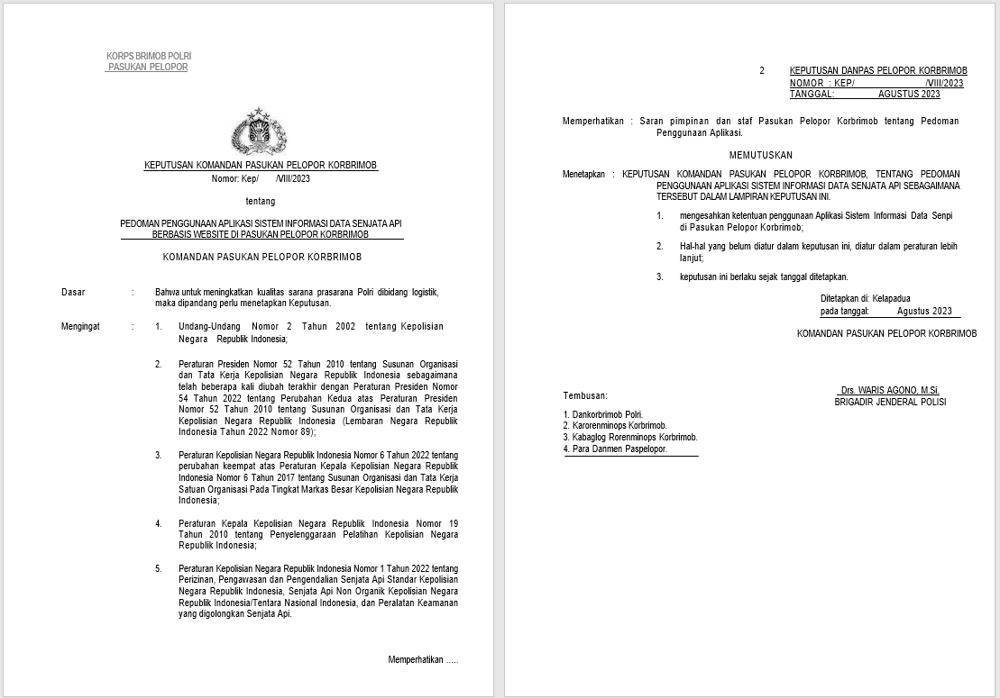 KORPS BRIMOB POLRI
PASUKAN PELOPOR
KEPUTUSAN KOMANDAN PASUKAN PELOPOR KORBRIMOB
Nomor: Kep/ /VIII/2023
tentang
PEDOMAN PENGGUNAAN APLIKASI SISTEM INFORMASI DATA SENJATA API
BERBASIS WEBSITE DI PASUKAN PELOPOR KORBRIMOB
KOMANDAN PASUKAN PELOPOR KORBRIMOB
Dasar : Bahwa untuk meningkatkan kualitas sarana prasarana Polri dibidang logistik,
maka dipandang perlu menetapkan Keputusan.
Mengingat : 1. Undang-Undang Nomor 2 Tahun 2002 tentang Kepolisian
Negara Republik Indonesia;
2. Peraturan Presiden Nomor 52 Tahun 2010 tentang Susunan Organisasi
dan Tata Kerja Kepolisian Negara Republik Indonesia sebagaimana
telah beberapa kali diubah terakhir dengan Peraturan Presiden Nomor
54 Tahun 2022 tentang Perubahan Kedua atas Peraturan Presiden
Nomor 52 Tahun 2010 tentang Susunan Organisasi dan Tata Kerja
Kepolisian Negara Republik Indonesia (Lembaran Negara Republik
Indonesia Tahun 2022 Nomor 89);
3. Peraturan Kepolisian Negara Republik Indonesia Nomor 6 Tahun 2022 tentang
perubahan keempat atas Peraturan Kepala Kepolisian Negara Republik
Indonesia Nomor 6 Tahun 2017 tentang Susunan Organisasi dan Tata Kerja
Satuan Organisasi Pada Tingkat Markas Besar Kepolisian Negara Republik
Indonesia;
4. Peraturan Kepala Kepolisian Negara Republik Indonesia Nomor 19
Tahun 2010 tentang Penyelenggaraan Pelatihan Kepolisian Negara
Republik Indonesia;
5. Peraturan Kepolisian Negara Republik Indonesia Nomor 1 Tahun 2022 tentang
Perizinan, Pengawasan dan Pengendalian Senjata Api Standar Kepolisian
Negara Republik Indonesia, Senjata Api Non Organik Kepolisian Negara
Republik Indonesia/Tentara Nasional Indonesia, dan Peralatan Keamanan
yang digolongkan Senjata Api.
Memperhatikan .....
2 KEPUTUSAN DANPAS PELOPOR KORBRIMOB
NOMOR : KEP/ /VIII/2023
TANGGAL: AGUSTUS 2023
Memperhatikan : Saran pimpinan dan staf Pasukan Pelopor Korbrimob tentang Pedoman
Penggunaan Aplikasi.
MEMUTUSKAN
Menetapkan : KEPUTUSAN KOMANDAN PASUKAN PELOPOR KORBRIMOB, TENTANG PEDOMAN
PENGGUNAAN APLIKASI SISTEM INFORMASI DATA SENJATA API SEBAGAIMANA
TERSEBUT DALAM LAMPIRAN KEPUTUSAN INI.
1. mengesahkan ketentuan penggunaan Aplikasi Sistem Informasi Data Senpi
di Pasukan Pelopor Korbrimob;
2. Hal-hal yang belum diatur dalam keputusan ini, diatur dalam peraturan lebih
lanjut;
3. keputusan ini berlaku sejak tanggal ditetapkan.
Ditetapkan di: Kelapadua
pada tanggal: Agustus 2023
KOMANDAN PASUKAN PELOPOR KORBRIMOB
Drs. WARIS AGONO, M.Si.
BRIGADIR JENDERAL POLISI
Tembusan:
1. Dankorbrimob Polri.
2. Karorenminops Korbrimob.
3. Kabaglog Rorenminops Korbrimob.
4. Para Danmen Paspelopor.